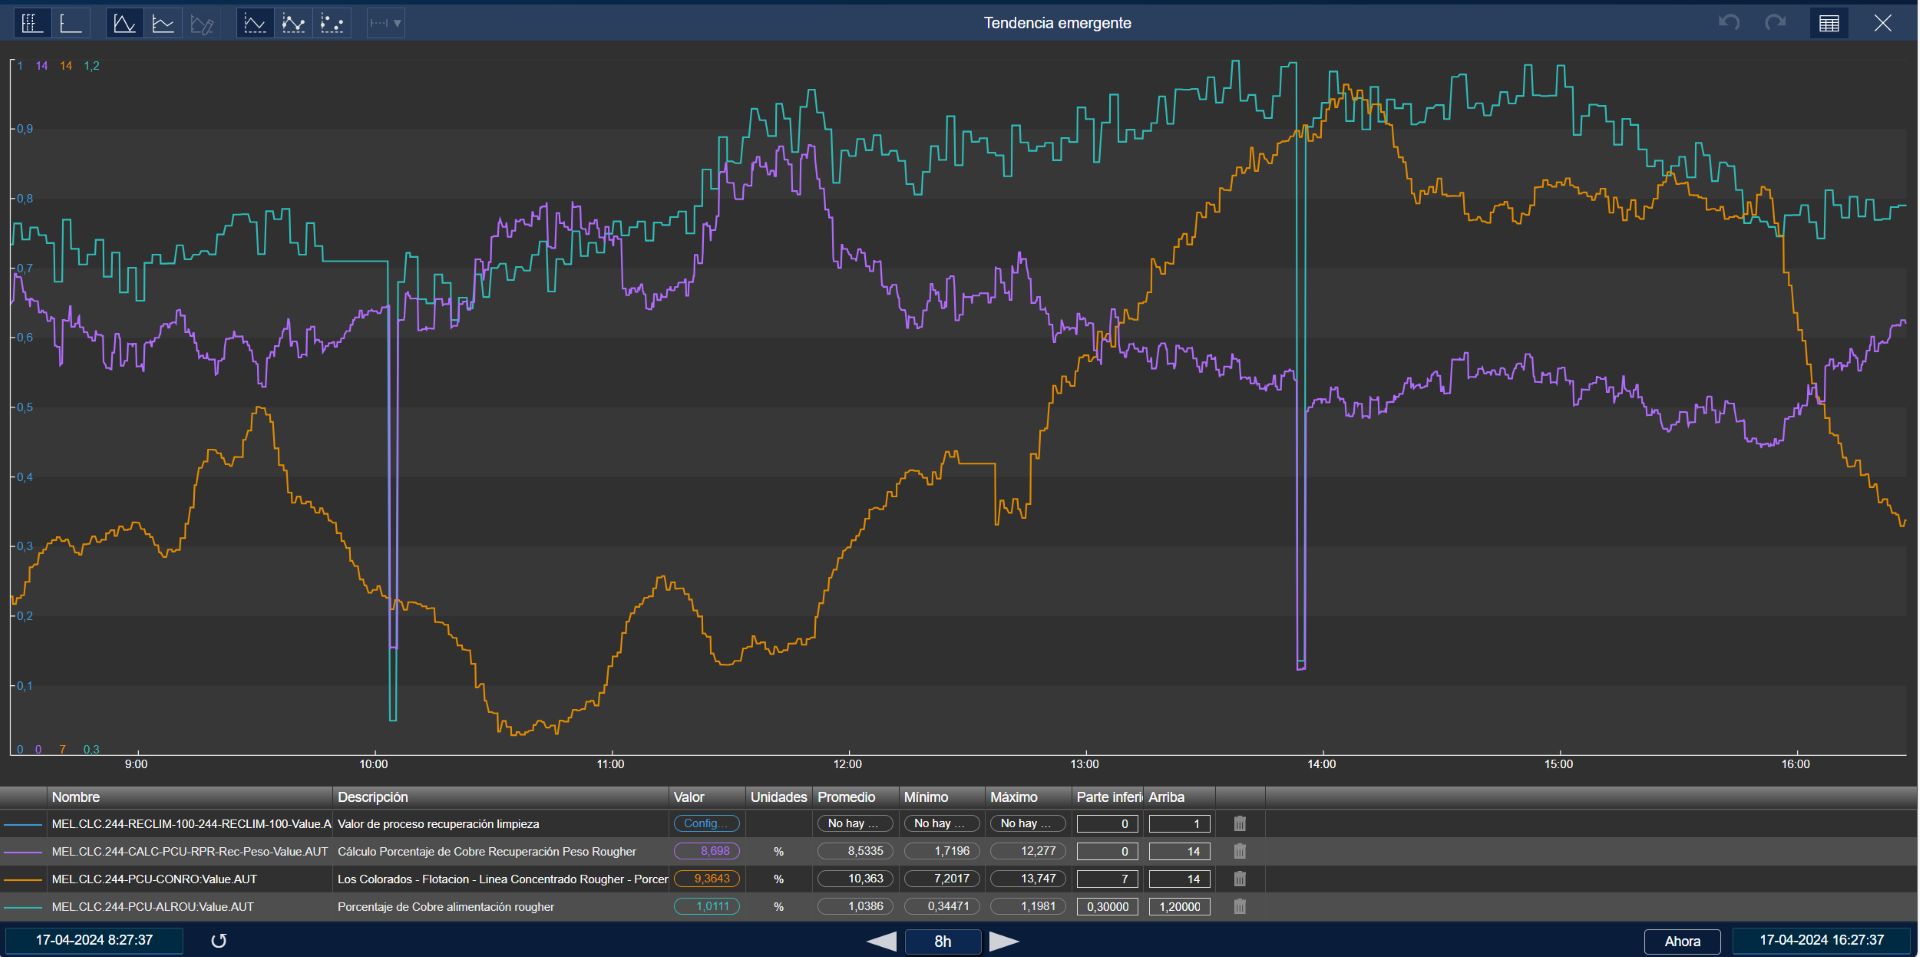 Tendencia emergente
1 14 14 1,2
0,9
0,8
0,7
0,6
0,5
0,4
0,3
0,2
0,1
0 0 7 0,3
9:00 10:00 11:00 12:00 13:00 14:00 15:00 16:00
Nombre Descripción Valor Unidades Promedio Mínimo Máximo Parte inferi Arriba
MEL.CLC.244-RECLIM-100-244-RECLIM-100-Value.A Valor de proceso recuperación limpieza Config... No hay ... No hay ... No hay ... 0 1
MEL.CLC.244-CALC-PCU-RPR-Rec-Peso-Value.AUT Cálculo Porcentaje de Cobre Recuperación Peso Rougher 8,698 % 8,5335 1,7196 12,277 0 14
MEL.CLC.244-PCU-CONRO:Value.AUT Los Colorados - Flotacion - Linea Concentrado Rougher - Porcer 9,3643 % 10,363 7,2017 13,747 7 14
MEL.CLC.244-PCU-ALROU:Value.AUT Porcentaje de Cobre alimentación rougher 1,0111 % 1,0386 0,34471 1,1981 0,30000 1,20000
17-04-2024 8:27:37 8h Ahora 17-04-2024 16:27:37